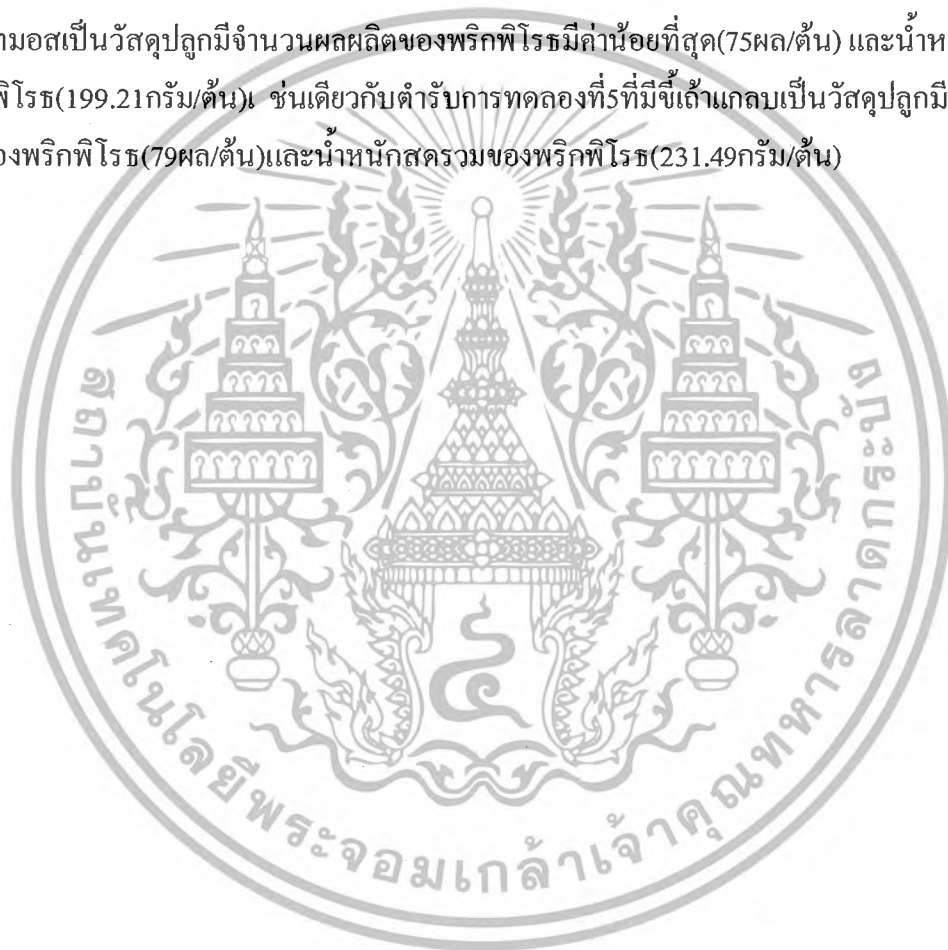 ามอสเป็นวัสดุปลูกมีจำนวนผลผลิตของพริกพิโรธมีค่าน้อยที่สุด(75ผล/ต้น) และน้ำห
พิโรธ(199.21กรัม/ต้น)เ ช่นเดียวกับตำรับการทดลองที่5ที่มีขี้เถ้าแกลบเป็นวัสดุปลูกมี
องพริกพิโรธ(79ผล/ต้น)และน้ำหนักสดรวมของพริกพิโรธ(231.49กรัม/ต้น)
๔
สถาบันเทคโนโลยีพระจอมเกล้าเจ้าคุณทหารลาดกระบัง